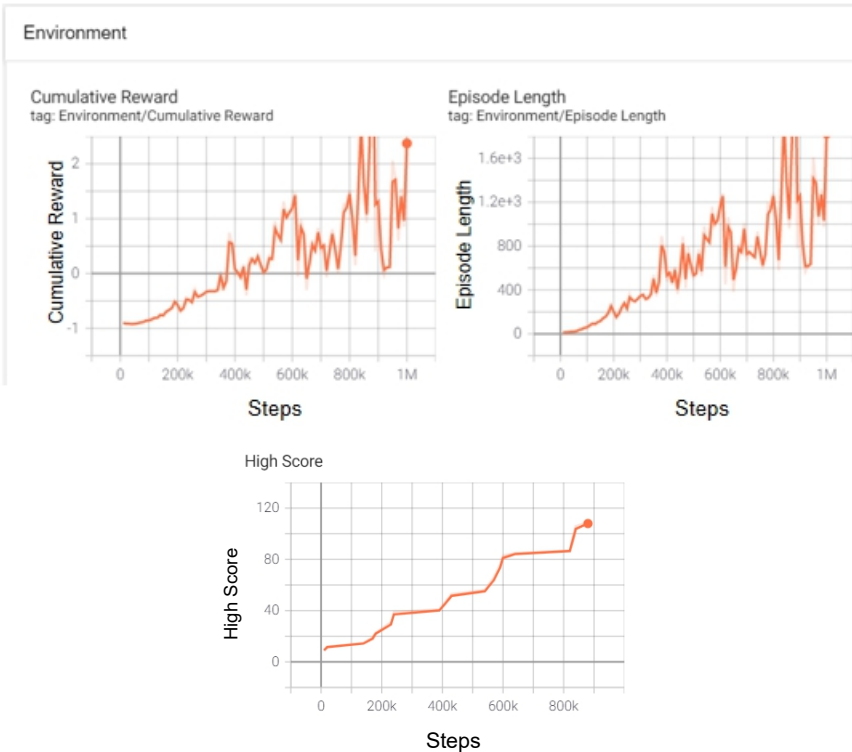 Environment
Cumulative Reward
tag: Environment/Cumulative Reward
Cumulative Reward
2
1
0
-1
0 200k 400k 600k 800k 1M
Steps
Episode Length
tag: Environment/Episode Length
Episode Length
1.6e+3
1.2e+3
800
400
0
0 200k 400k 600k 800k 1M
Steps
High Score
High Score
120
80
40
0
0 200k 400k 600k 800k
Steps